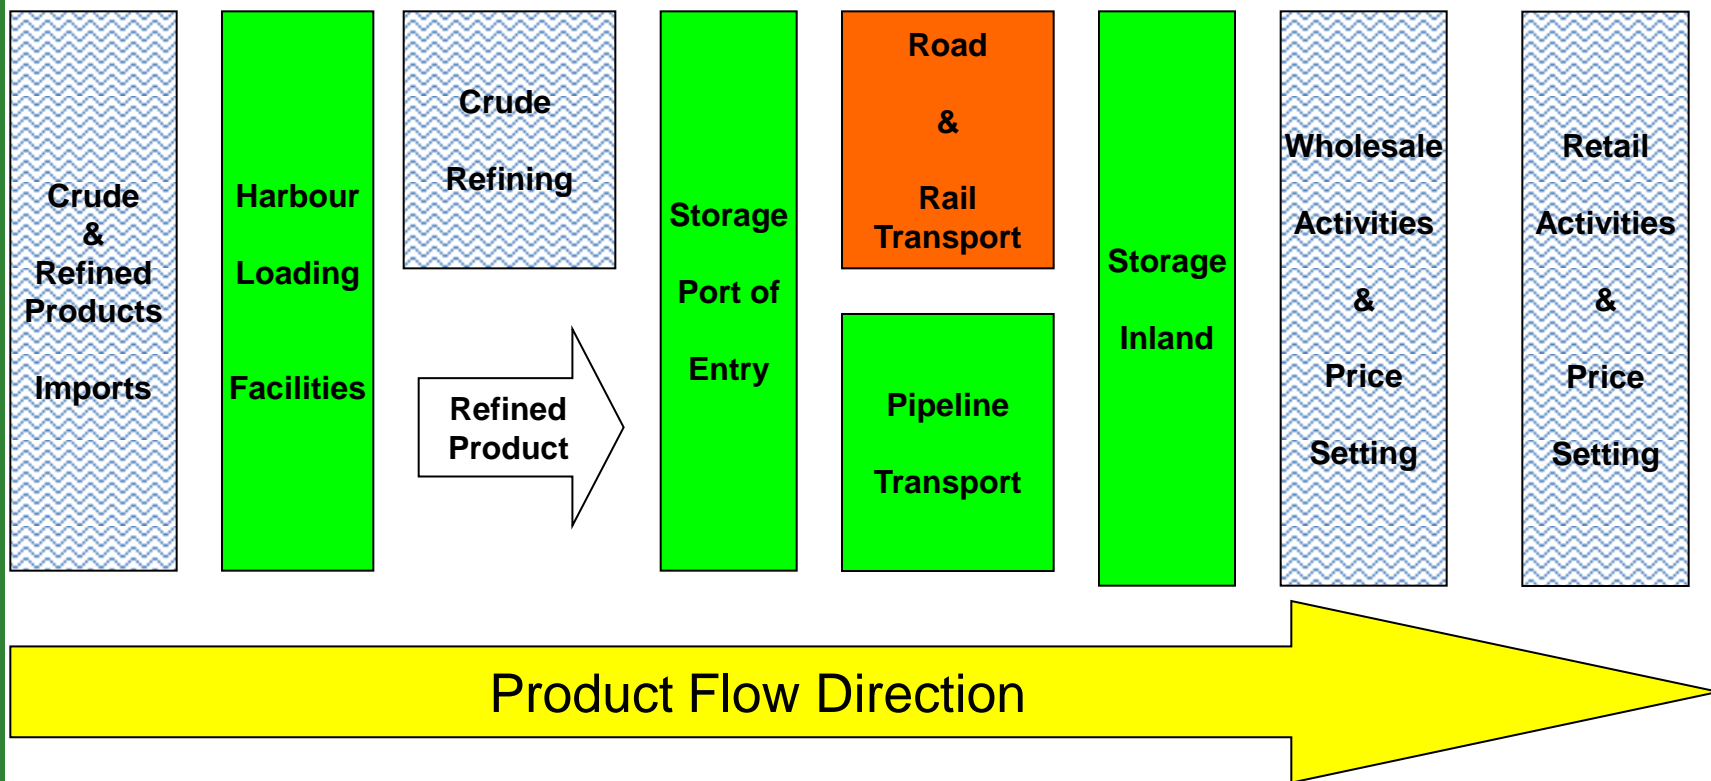 Crude
&
Refined
Products
Imports
Harbour
Loading
Facilities
Crude
Refining
Refined
Product
Storage
Port of
Entry
Road
&
Rail
Transport
Pipeline
Transport
Storage
Inland
Wholesale
Activities
&
Price
Setting
Retail
Activities
&
Price
Setting
Product Flow Direction